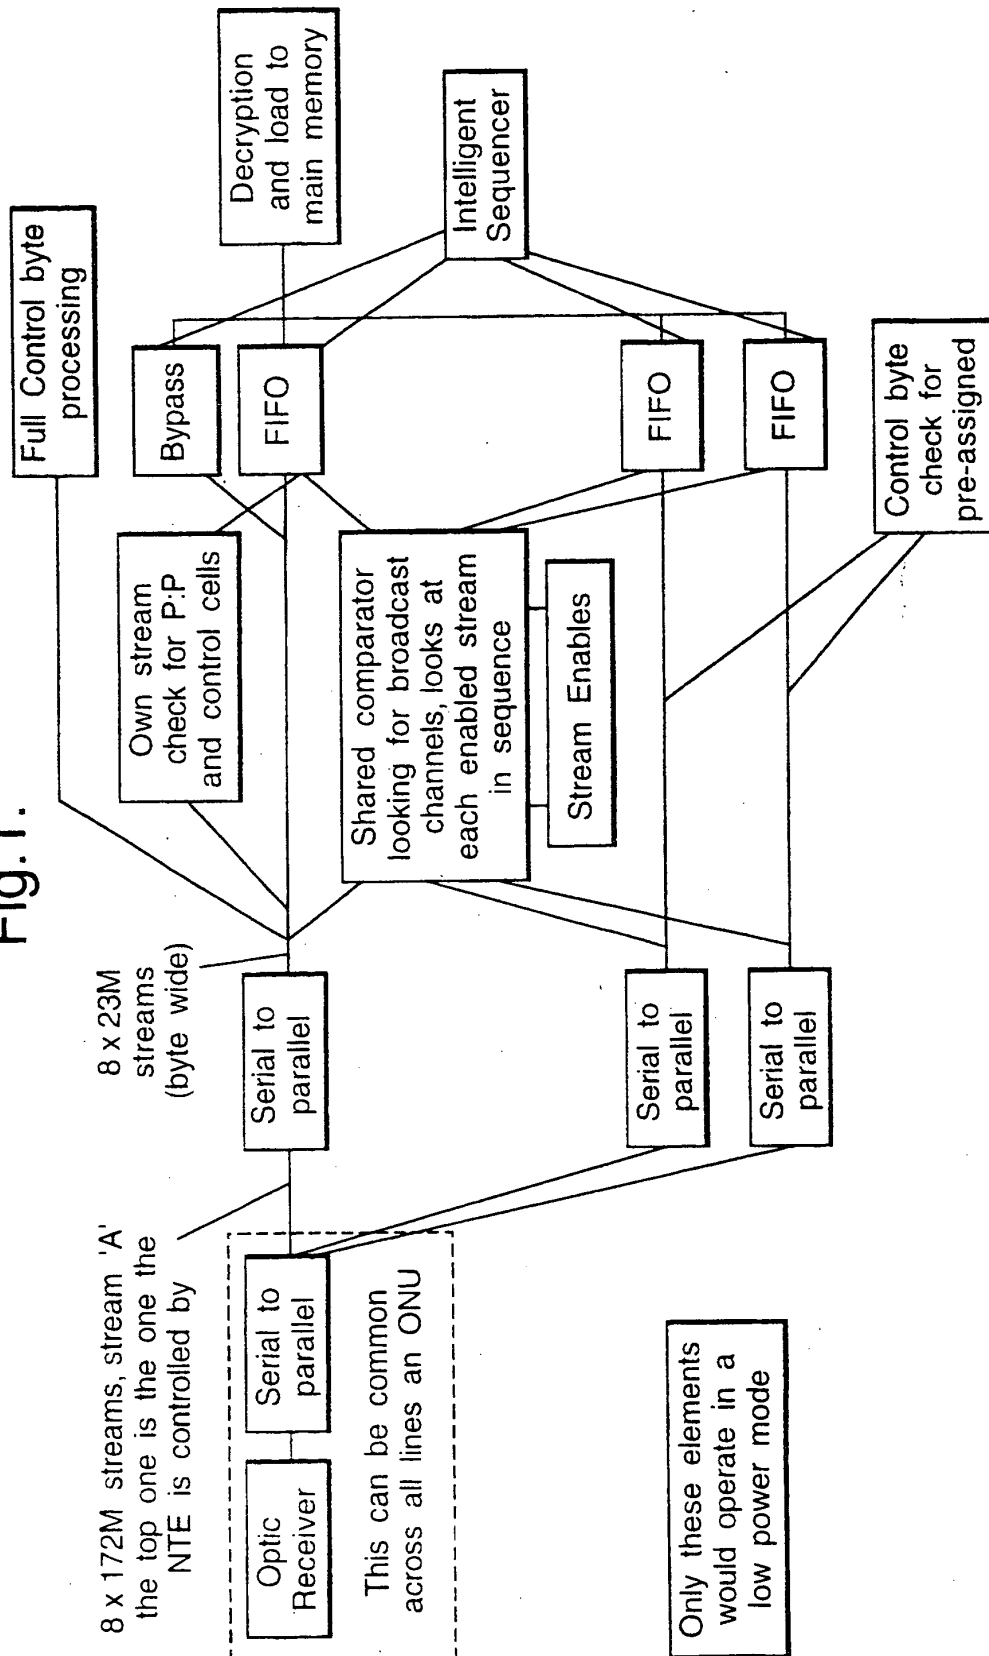 Fig.1.
8 x 172M streams, stream 'A'
the top one is the one the
NTE is controlled by
8 x 23M
streams
(byte wide)
Full Control byte
processing
Own stream
check for P:P
and control cells
Bypass
Decryption
and load to
main memory
Optic
Receiver
Serial to
parallel
Serial to
parallel
FIFO
This can be common
across all lines an ONU
Shared comparator
looking for broadcast
channels, looks at
each enabled stream
in sequence
Intelligent
Sequencer
Stream Enables
Serial to
parallel
FIFO
Serial to
parallel
FIFO
Only these elements
would operate in a
low power mode
Control byte
check for
pre-assigned